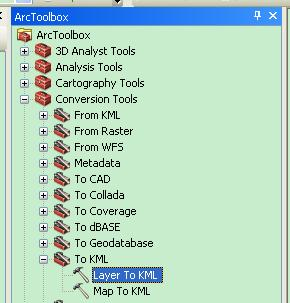 ArcToolbox
ArcToolbox
3D Analyst Tools
Analysis Tools
Cartography Tools
Conversion Tools
From KML
From Raster
From WFS
Metadata
To CAD
To Collada
To Coverage
To dBASE
To Geodatabase
To KML
Layer To KML
Map To KML